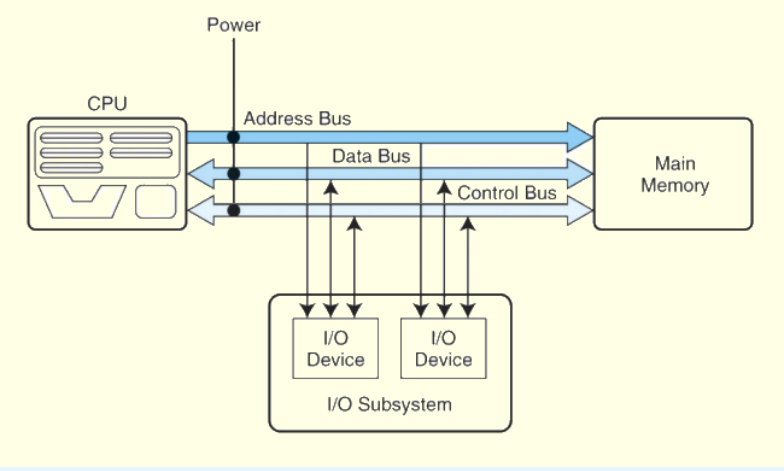 Power
CPU
Address Bus
Data Bus
Control Bus
Main
Memory
I/O
Device
I/O
Device
I/O Subsystem